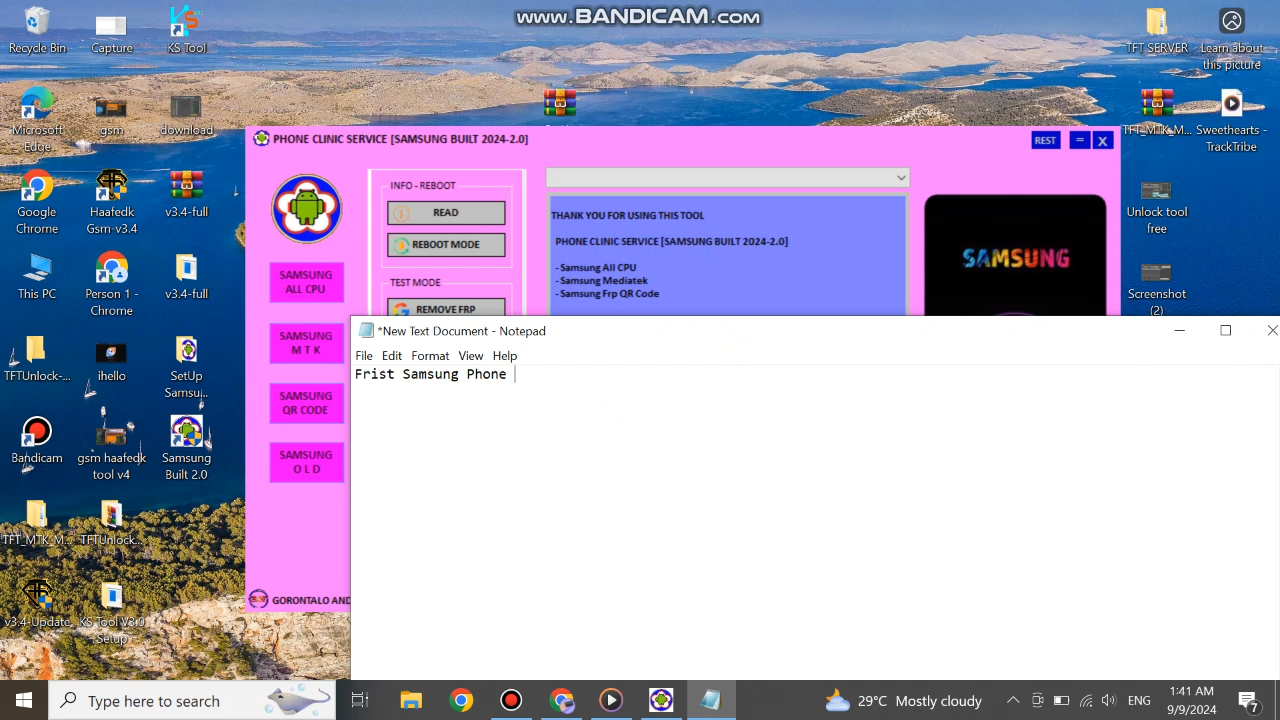 www.BANDICAM.com
Recycle Bin
Capture
KS Tool
TFT SERVER
Learn about
this picture
Microsoft
Edge
gsm
download
TFT_MTK_M...
Sweethearts -
TrackTribe
PHONE CLINIC SERVICE [SAMSUNG BUILT 2024-2.0]
REST
=
X
INFO - REBOOT
READ
REBOOT MODE
TEST MODE
REMOVE FRP
THANK YOU FOR USING THIS TOOL
PHONE CLINIC SERVICE [SAMSUNG BUILT 2024-2.0]
- Samsung All CPU
- Samsung Mediatek
- Samsung Frp QR Code
SAMSUNG
SAMSUNG
ALL CPU
SAMSUNG
M T K
SAMSUNG
QR CODE
SAMSUNG
O L D
GORONTALO AND
Google
Chrome
Haafedk
Gsm-v3.4
v3.4-full
Unlock tool
free
This PC
Person 1 -
Chrome
v3.4-full
Screenshot
(2)
*New Text Document - Notepad
File Edit Format View Help
Frist Samsung Phone
TFTUnlock-...
ihello
SetUp
Samsu...
Bandicam
gsm haafedk
tool v4
Samsung
Built 2.0
TFT_MTK_M...
TFTUnlock...
v3.4-Update
KS Tool V3.0
Setup
Type here to search
29°C Mostly cloudy
ENG
1:41 AM
9/9/2024
7